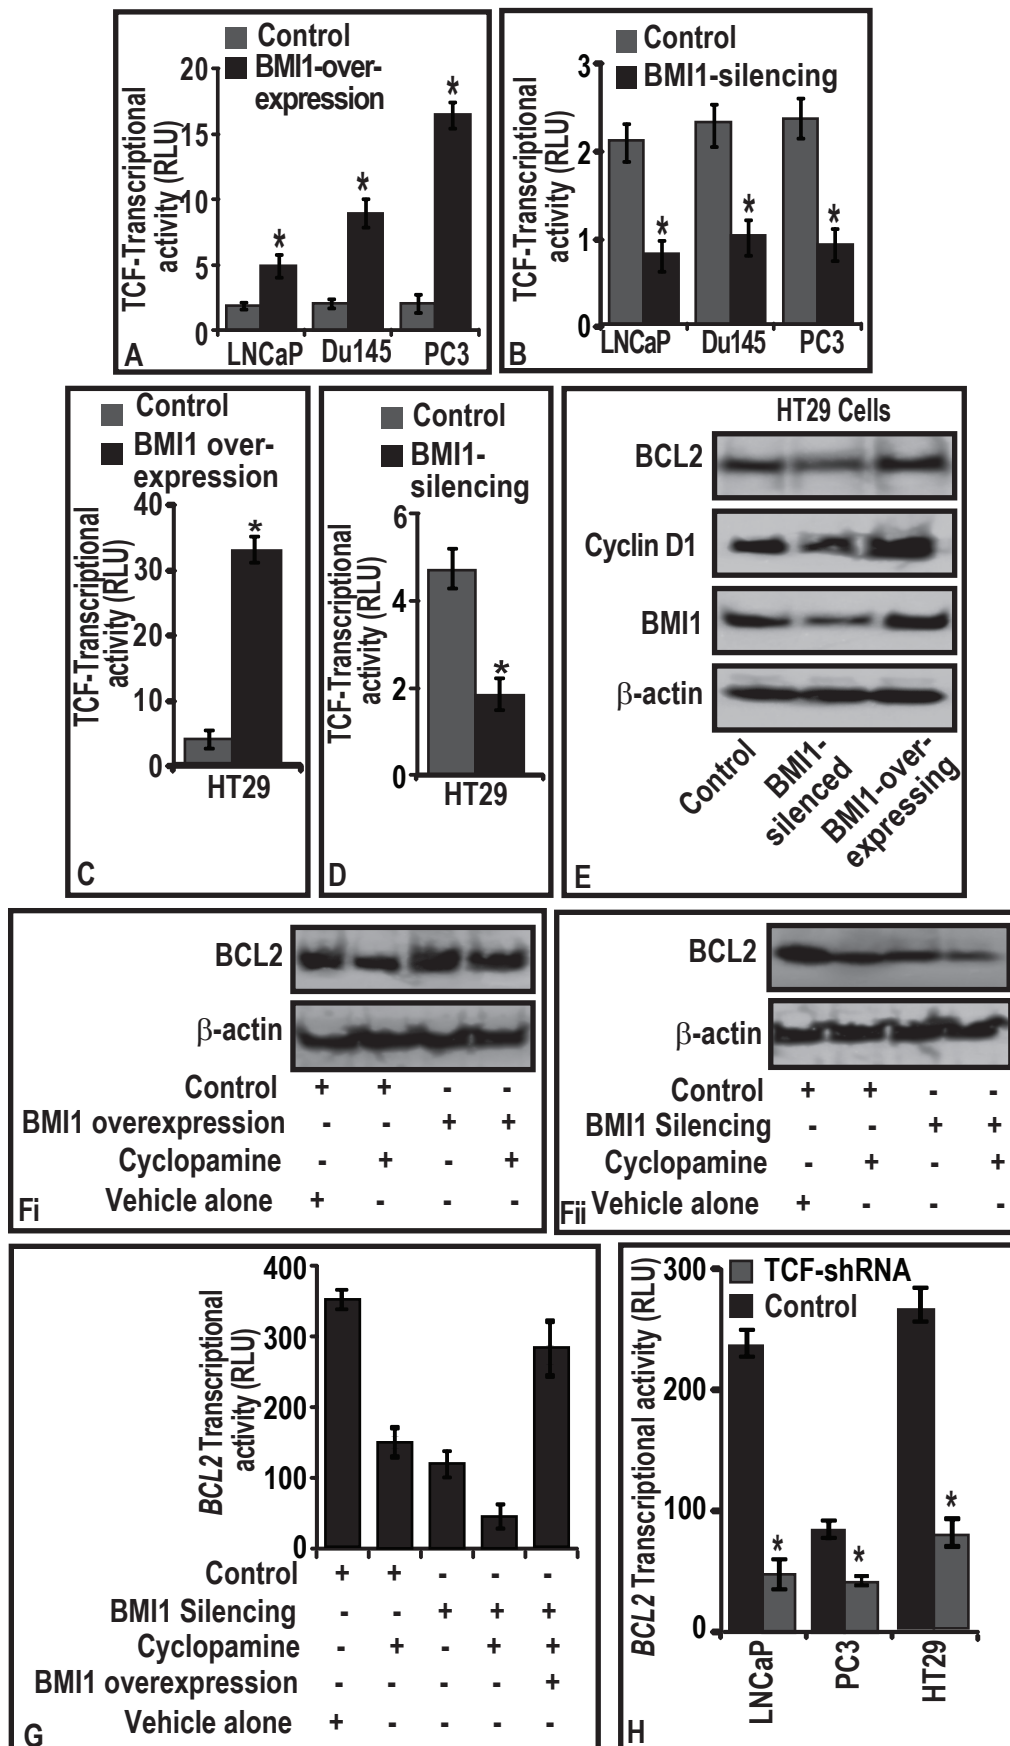 Control
BMI1-over-
expression
TCF-Transcriptional
activity (RLU)
20
15
10
5
0
*
*
*
LNCaP Du145 PC3
A
Control
BMI1-silencing
TCF-Transcriptional
activity (RLU)
3
2
1
0
*
*
*
LNCaP Du145 PC3
B
Control
BMI1 over-
expression
TCF-Transcriptional
activity (RLU)
40
30
20
10
0
*
HT29
C
Control
BMI1-
silencing
TCF-Transcriptional
activity (RLU)
6
4
2
0
*
HT29
D
HT29 Cells
BCL2
Cyclin D1
BMI1
β-actin
Control
BMI1-
silenced
BMI1-over-
expressing
E
BCL2
β-actin
Control + + - -
BMI1 overexpression - - + +
Cyclopamine - + - +
Vehicle alone + - - -
Fi
BCL2
β-actin
Control + + - -
BMI1 Silencing - - + +
Cyclopamine - + - +
Vehicle alone + - - -
Fii
BCL2 Transcriptional
activity (RLU)
400
300
200
100
0
Control + + - - -
BMI1 Silencing - - + + +
Cyclopamine - + - + +
BMI1 overexpression - - - - +
Vehicle alone + - - - -
G
TCF-shRNA
Control
BCL2 Transcriptional activity (RLU)
300
200
100
0
*
*
*
LNCaP
PC3
HT29
H